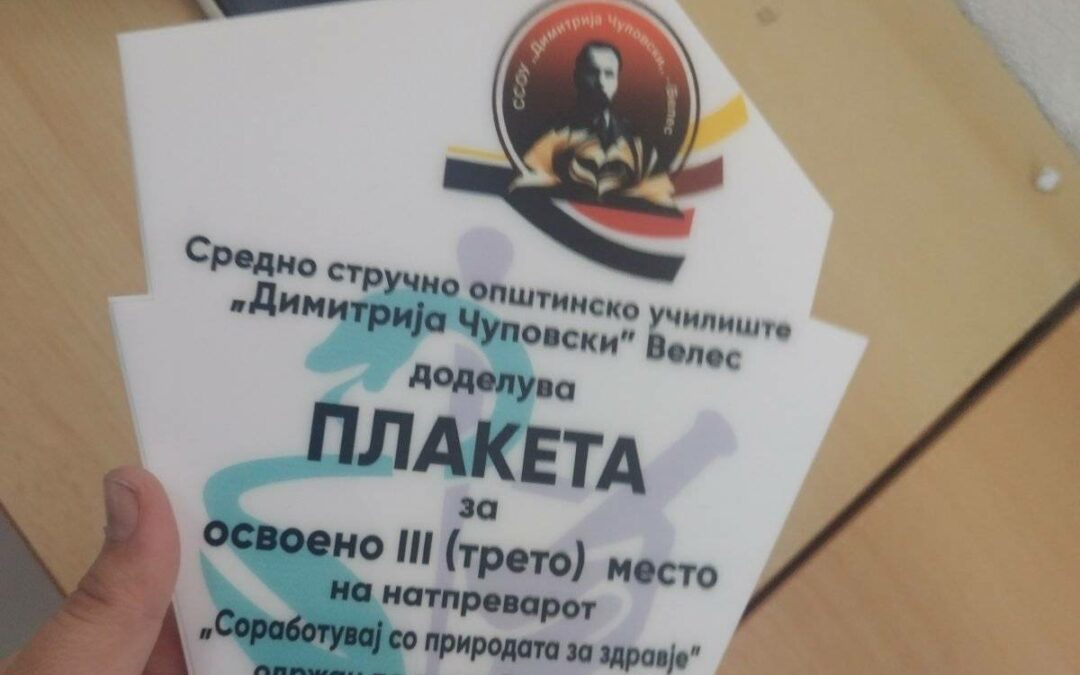 ССОУ „Димитрија Чуповски„ -Велес
Средно стручно општинско училиште
„Димитрија Чуповски” Велес
доделува
ПЛАКЕТА
за
освоено III (трето) место
на натпреварот
„Соработувај со природата за здравје”
одржан